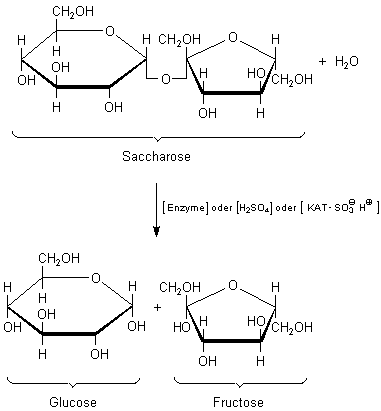 CH₂OH
H O H CH₂OH O H
H OH H H HO + H₂O
OH O CH₂OH
H OH OH H
Saccharose
[Enzyme] oder [H₂SO₄] oder [ KAT-SO₃⊖ H⊕ ]
CH₂OH
H O H CH₂OH O H
H OH H + H HO
OH OH HO CH₂OH
H OH OH H
Glucose Fructose